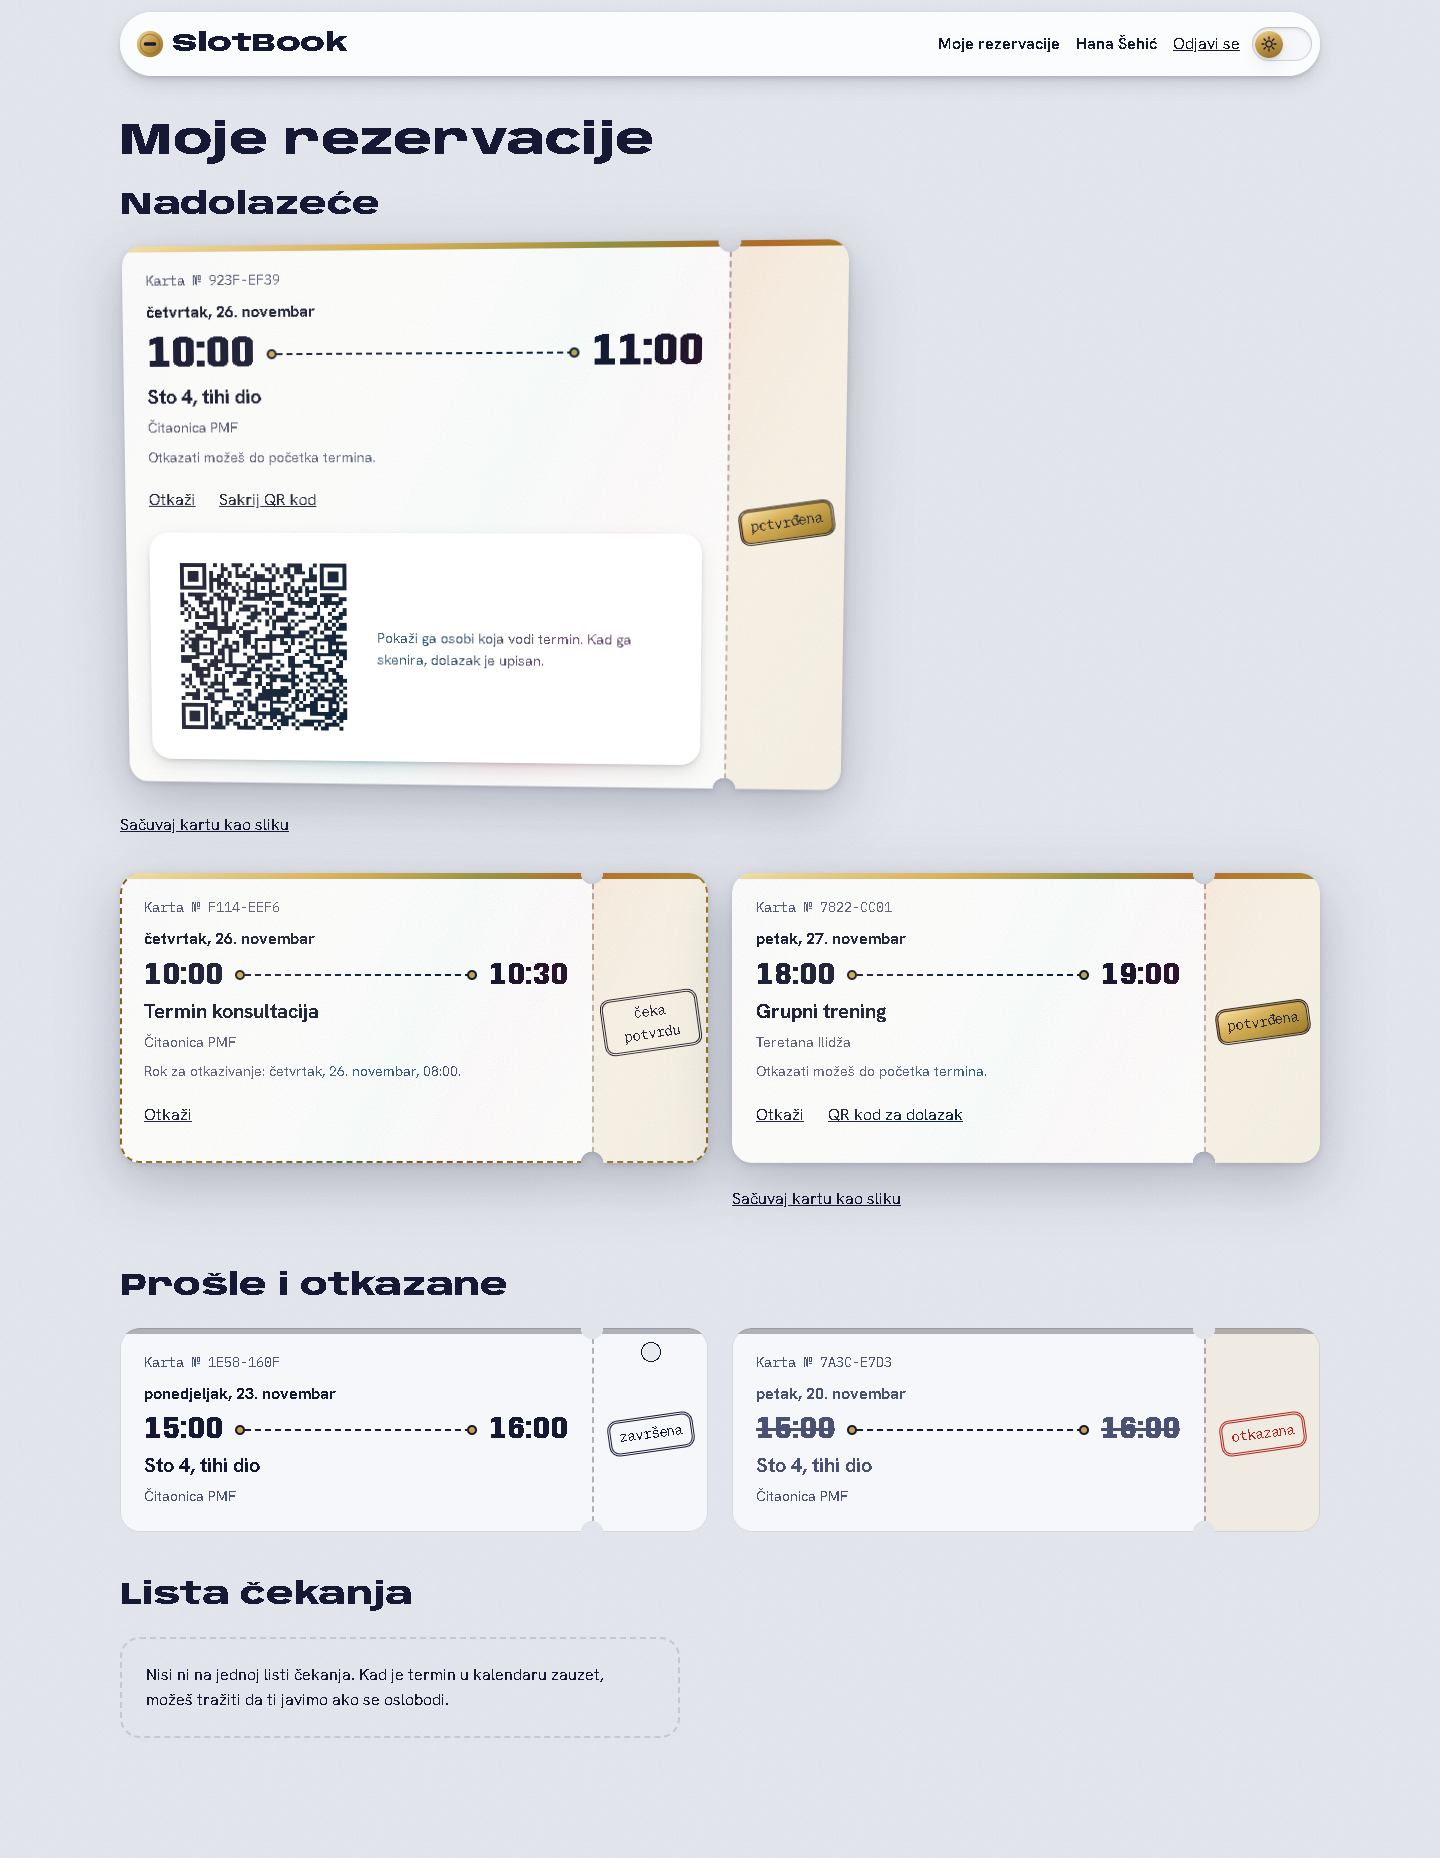 SlotBook
Moje rezervacije Hana Šehić Odjavi se
Moje rezervacije
Nadolazeće
Karta № 923F-EF39
četvrtak, 26. novembar
10:00 11:00
Sto 4, tihi dio
Čitaonica PMF
Otkazati možeš do početka termina.
Otkaži Sakrij QR kod
potvrđena
Pokaži ga osobi koja vodi termin. Kad ga
skenira, dolazak je upisan.
Sačuvaj kartu kao sliku
Karta № F114-EEF6
četvrtak, 26. novembar
10:00 10:30
Termin konsultacija
Čitaonica PMF
Rok za otkazivanje: četvrtak, 26. novembar, 08:00.
Otkaži
čeka
potvrdu
Karta № 7822-CC01
petak, 27. novembar
18:00 19:00
Grupni trening
Teretana Ilidža
Otkazati možeš do početka termina.
Otkaži QR kod za dolazak
potvrđena
Sačuvaj kartu kao sliku
Prošle i otkazane
Karta № 1E58-160F
ponedjeljak, 23. novembar
15:00 16:00
Sto 4, tihi dio
Čitaonica PMF
završena
Karta № 7A3C-E7D3
petak, 20. novembar
15:00 16:00
Sto 4, tihi dio
Čitaonica PMF
otkazana
Lista čekanja
Nisi ni na jednoj listi čekanja. Kad je termin u kalendaru zauzet,
možeš tražiti da ti javimo ako se oslobodi.